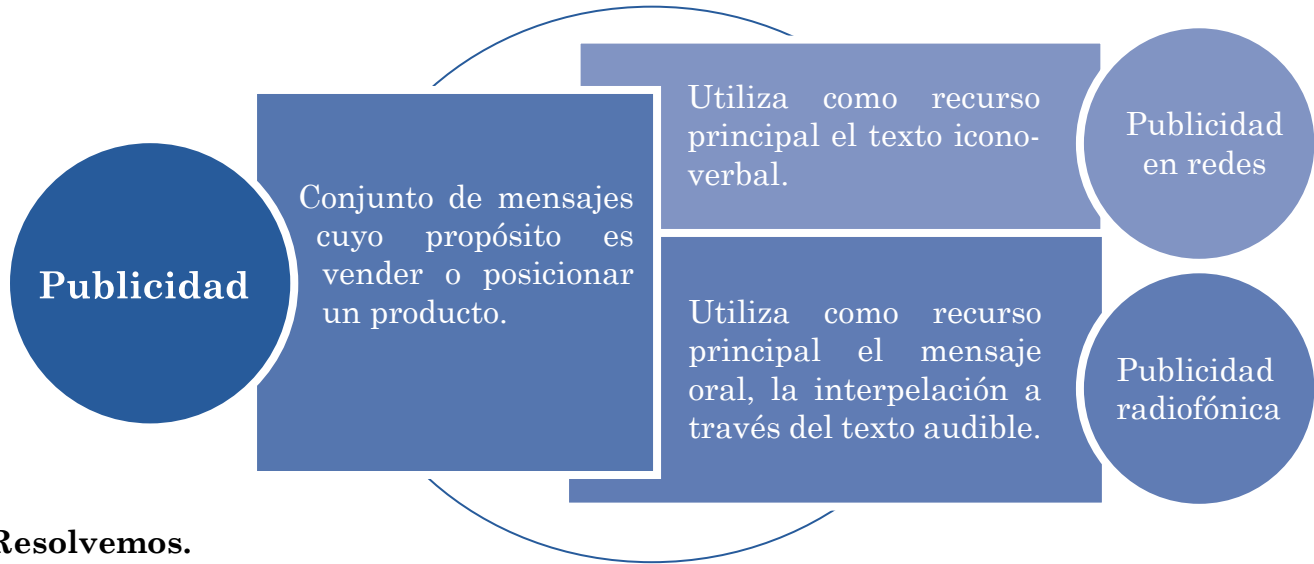 Publicidad
Conjunto de mensajes
cuyo propósito es
vender o posicionar
un producto.
Utiliza como recurso
principal el texto icono-
verbal.
Publicidad
en redes
Utiliza como recurso
principal el mensaje
oral, la interpelación a
través del texto audible.
Publicidad
radiofónica
Resolvemos.